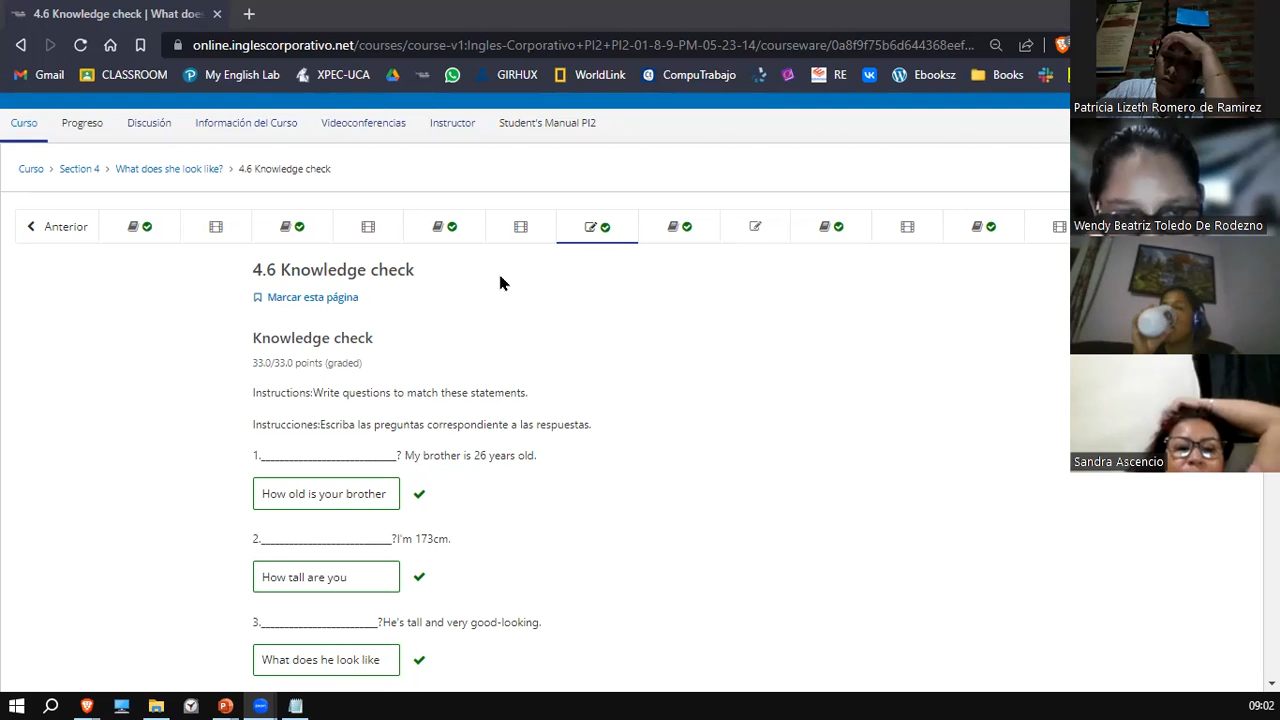 4.6 Knowledge check | What does
online.inglescorporativo.net/courses/course-v1:Ingles-Corporativo+PI2+PI2-01-8-9-PM-05-23-14/courseware/0a8f9f75b6d644368eef...
Gmail CLASSROOM My English Lab XPEC-UCA GIRHUX WorldLink CompuTrabajo RE Ebooksz Books
Curso Progreso Discusión Información del Curso Videoconferencias Instructor Student's Manual PI2
Curso > Section 4 > What does she look like? > 4.6 Knowledge check
Anterior
4.6 Knowledge check
Marcar esta página
Knowledge check
33.0/33.0 points (graded)
Instructions:Write questions to match these statements.
Instrucciones:Escriba las preguntas correspondiente a las respuestas.
1.____________________________? My brother is 26 years old.
How old is your brother
2.___________________________?I'm 173cm.
How tall are you
3.________________________?He's tall and very good-looking.
What does he look like
Patricia Lizeth Romero de Ramirez
Wendy Beatriz Toledo De Rodezno
Sandra Ascencio
09:02